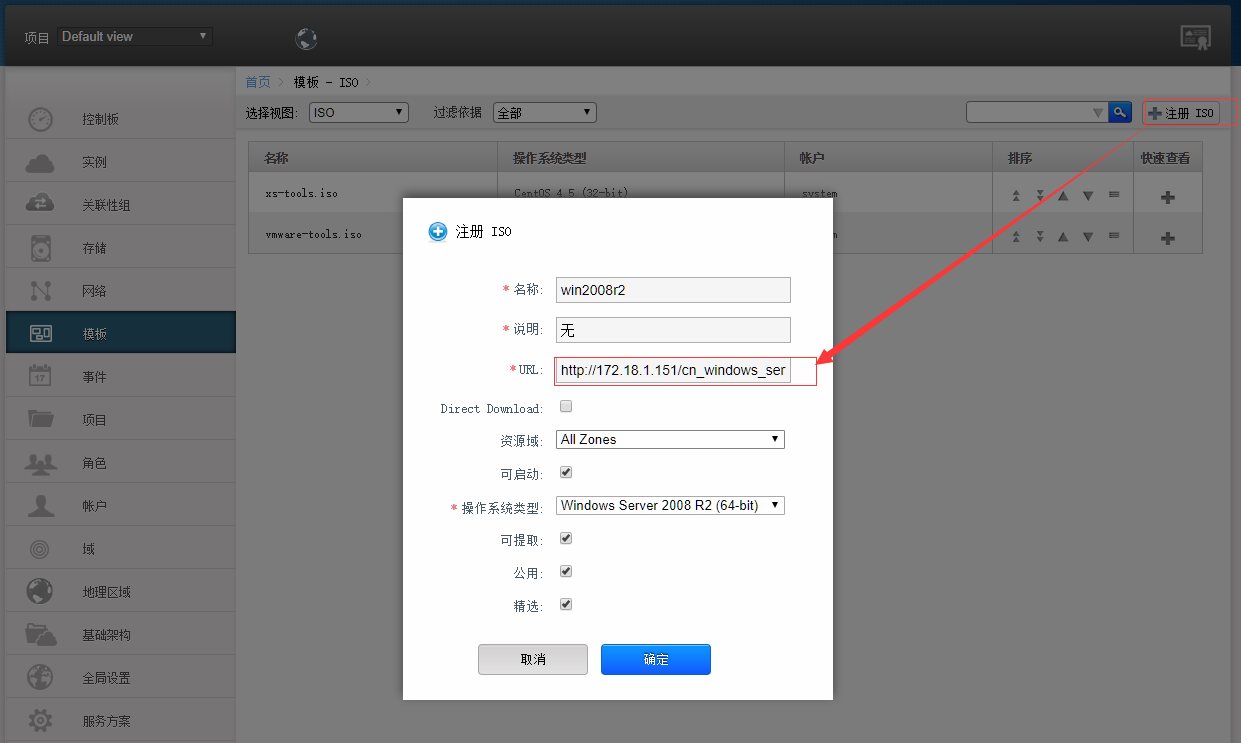 项目 Default view
首页 模板 - ISO
选择视图: ISO 过滤依据 全部 注册 ISO
控制板
实例
关联性组
存储
网络
模板
事件
17
项目
角色
帐户
域
地理区域
基础架构
全局设置
服务方案
名称 操作系统类型 帐户 排序 快速查看
xs-tools.iso CentOS 4.5 (32-bit) system
vmware-tools.iso
注册 ISO
* 名称: win2008r2
* 说明: 无
* URL: http://172.18.1.151/cn_windows_ser
Direct Download:
资源域: All Zones
可启动:
* 操作系统类型: Windows Server 2008 R2 (64-bit)
可提取:
公用:
精选:
取消 确定